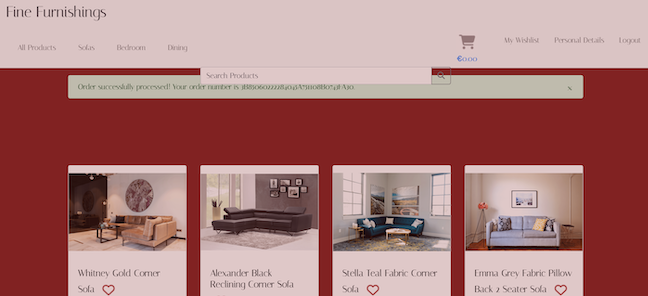 Fine Furnishings
All Products Sofas Bedroom Dining
My Wishlist Personal Details Logout
€0.00
Search Products
Order successfully processed! Your order number is
×
Whitney Gold Corner
Sofa
Alexander Black
Reclining Corner Sofa
Stella Teal Fabric Corner
Sofa
Emma Grey Fabric Pillow
Back 2 Seater Sofa